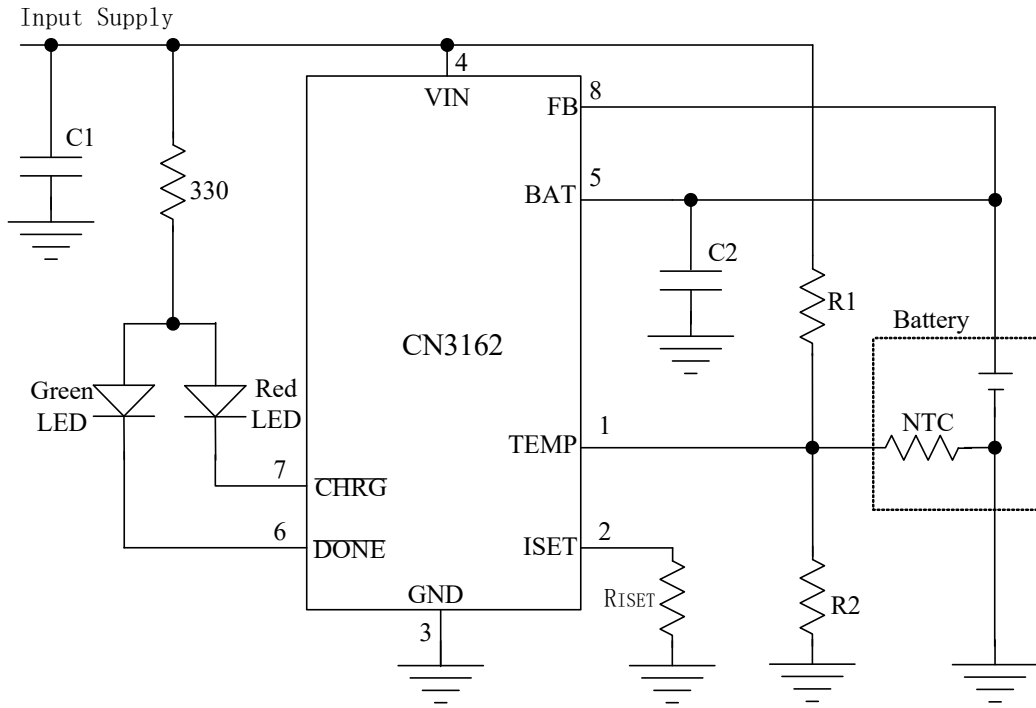 Input Supply
4
VIN
8
FB
C1
330
5
BAT
C2
R1
Battery
CN3162
Green
LED
Red
LED
NTC
1
TEMP
7
CHRG
6
DONE
2
ISET
RISET
R2
GND
3